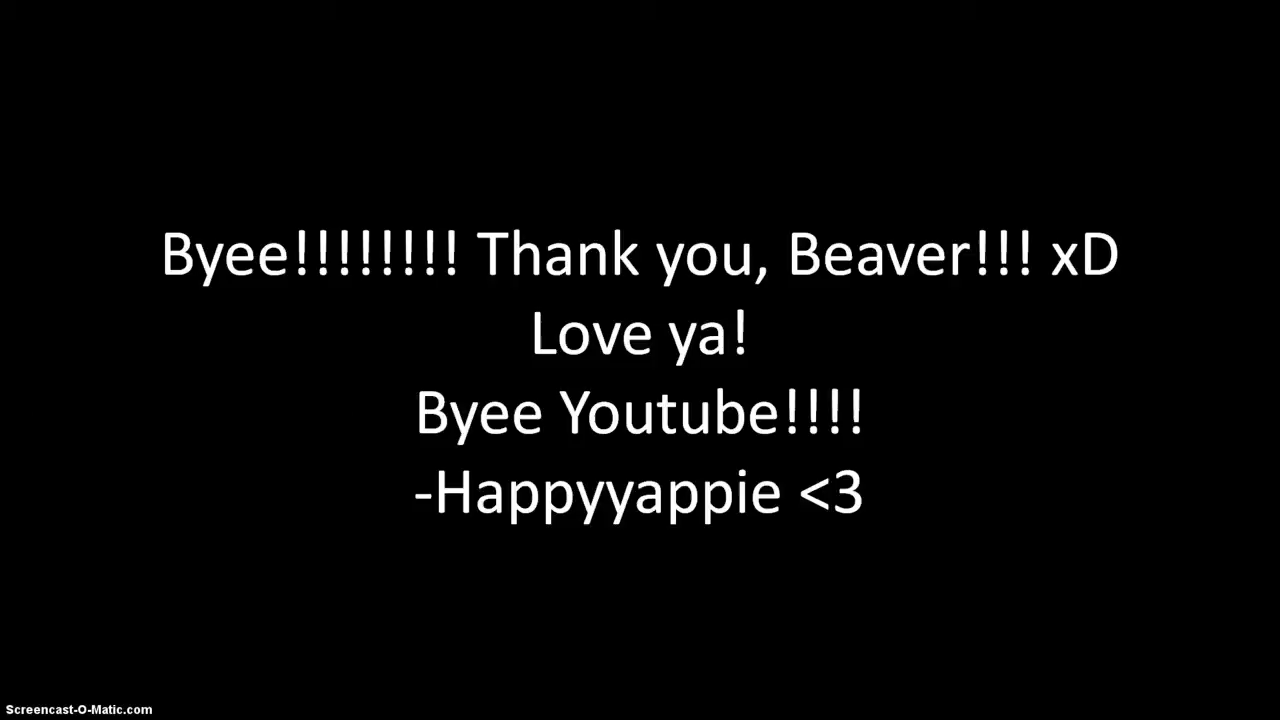 Byee!!!!!!!! Thank you, Beaver!!! xD
Love ya!
Byee Youtube!!!!
-Happyyappie <3
Screencast-O-Matic.com